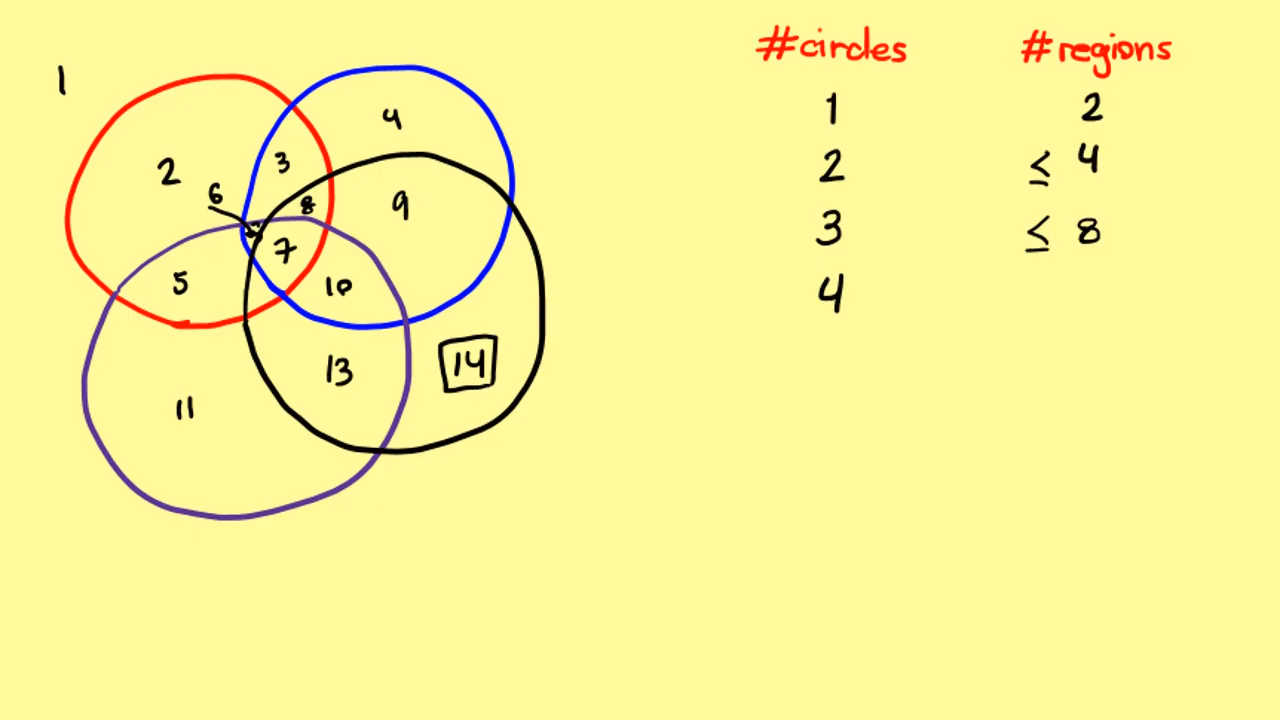 #circles #regions
1 2
2 ≤ 4
3 ≤ 8
4
1
4
2 3
6 8 9
7
5 10
13 14
11